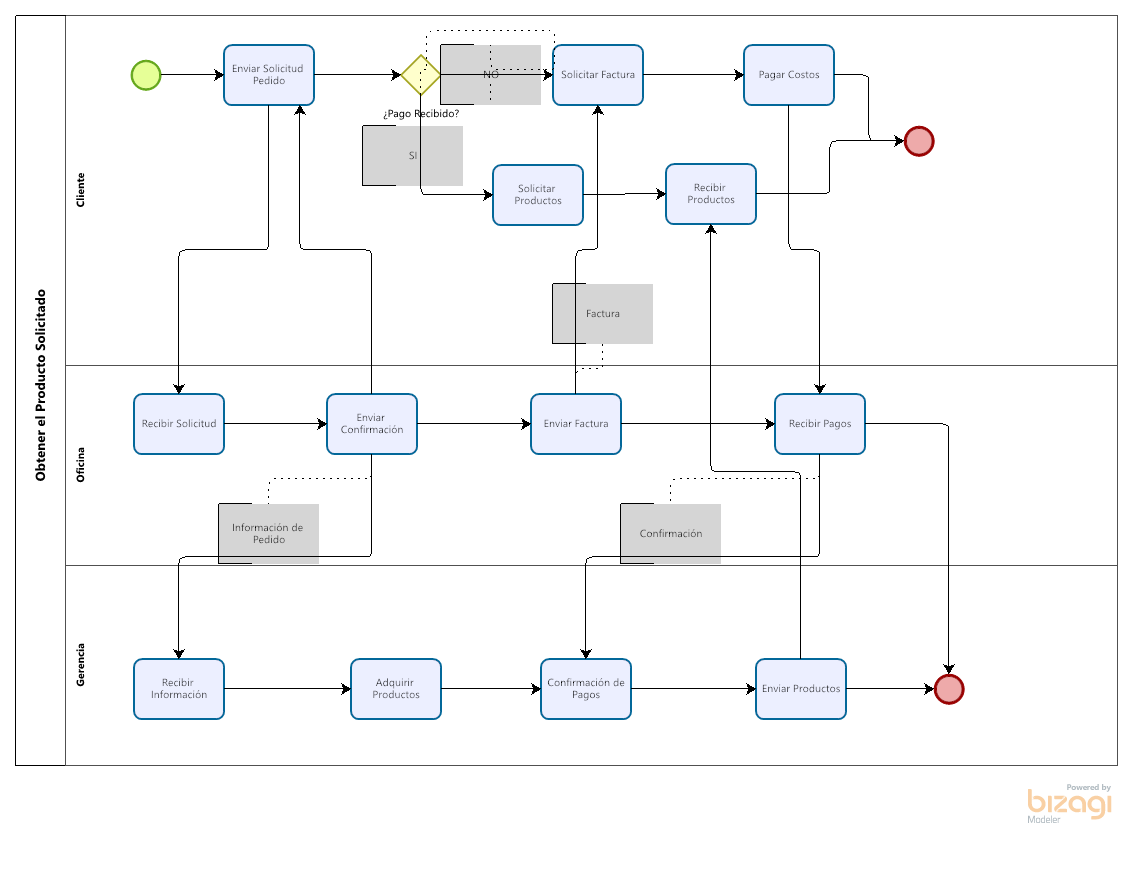 Obtener el Producto Solicitado
Cliente
Enviar Solicitud
Pedido
NO
Solicitar Factura
Pagar Costos
¿Pago Recibido?
SI
Solicitar
Productos
Recibir
Productos
Factura
Oficina
Recibir Solicitud
Enviar
Confirmación
Enviar Factura
Recibir Pagos
Información de
Pedido
Confirmación
Gerencia
Recibir
Información
Adquirir
Productos
Confirmación de
Pagos
Enviar Productos
Powered by
bizagi
Modeler